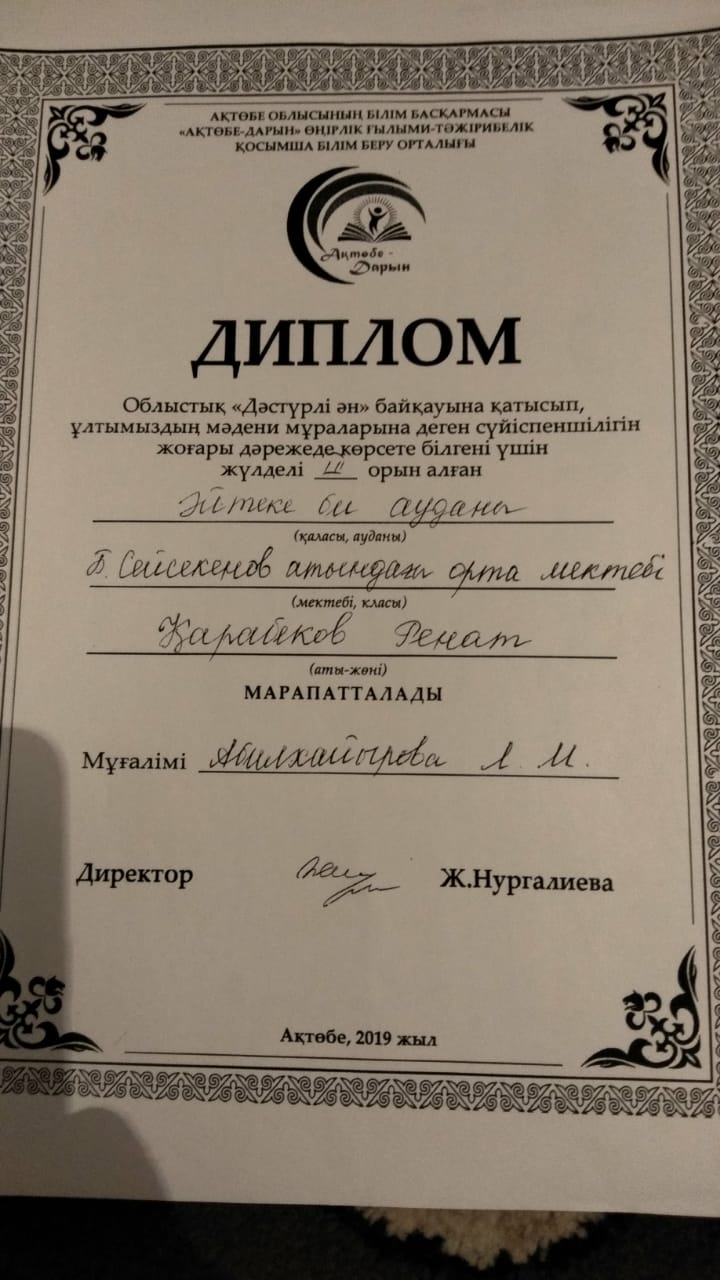 АҚТӨБЕ ОБЛЫСЫНЫҢ БІЛІМ БАСҚАРМАСЫ
«АҚТӨБЕ-ДАРЫН» ӨҢІРЛІК ҒЫЛЫМИ-ТӘЖІРИБЕЛІК
ҚОСЫМША БІЛІМ БЕРУ ОРТАЛЫҒЫ
Ақтөбе -
Дарын
ДИПЛОМ
Облыстық «Дәстүрлі ән» байқауына қатысып,
ұлтымыздың мәдени мұраларына деген сүйіспеншілігін
жоғары дәрежеде көрсете білгені үшін
жүлделі III орын алған
Әйтеке би ауданы
(қаласы, ауданы)
Б. Сейсекенов атындағы орта мектебі
(мектебі, класы)
Қарабеков Ренат
(аты-жөні)
МАРАПАТТАЛАДЫ
Мұғалімі Абилхайырова Л. М.
Директор Ж.Нургалиева
Ақтөбе, 2019 жыл